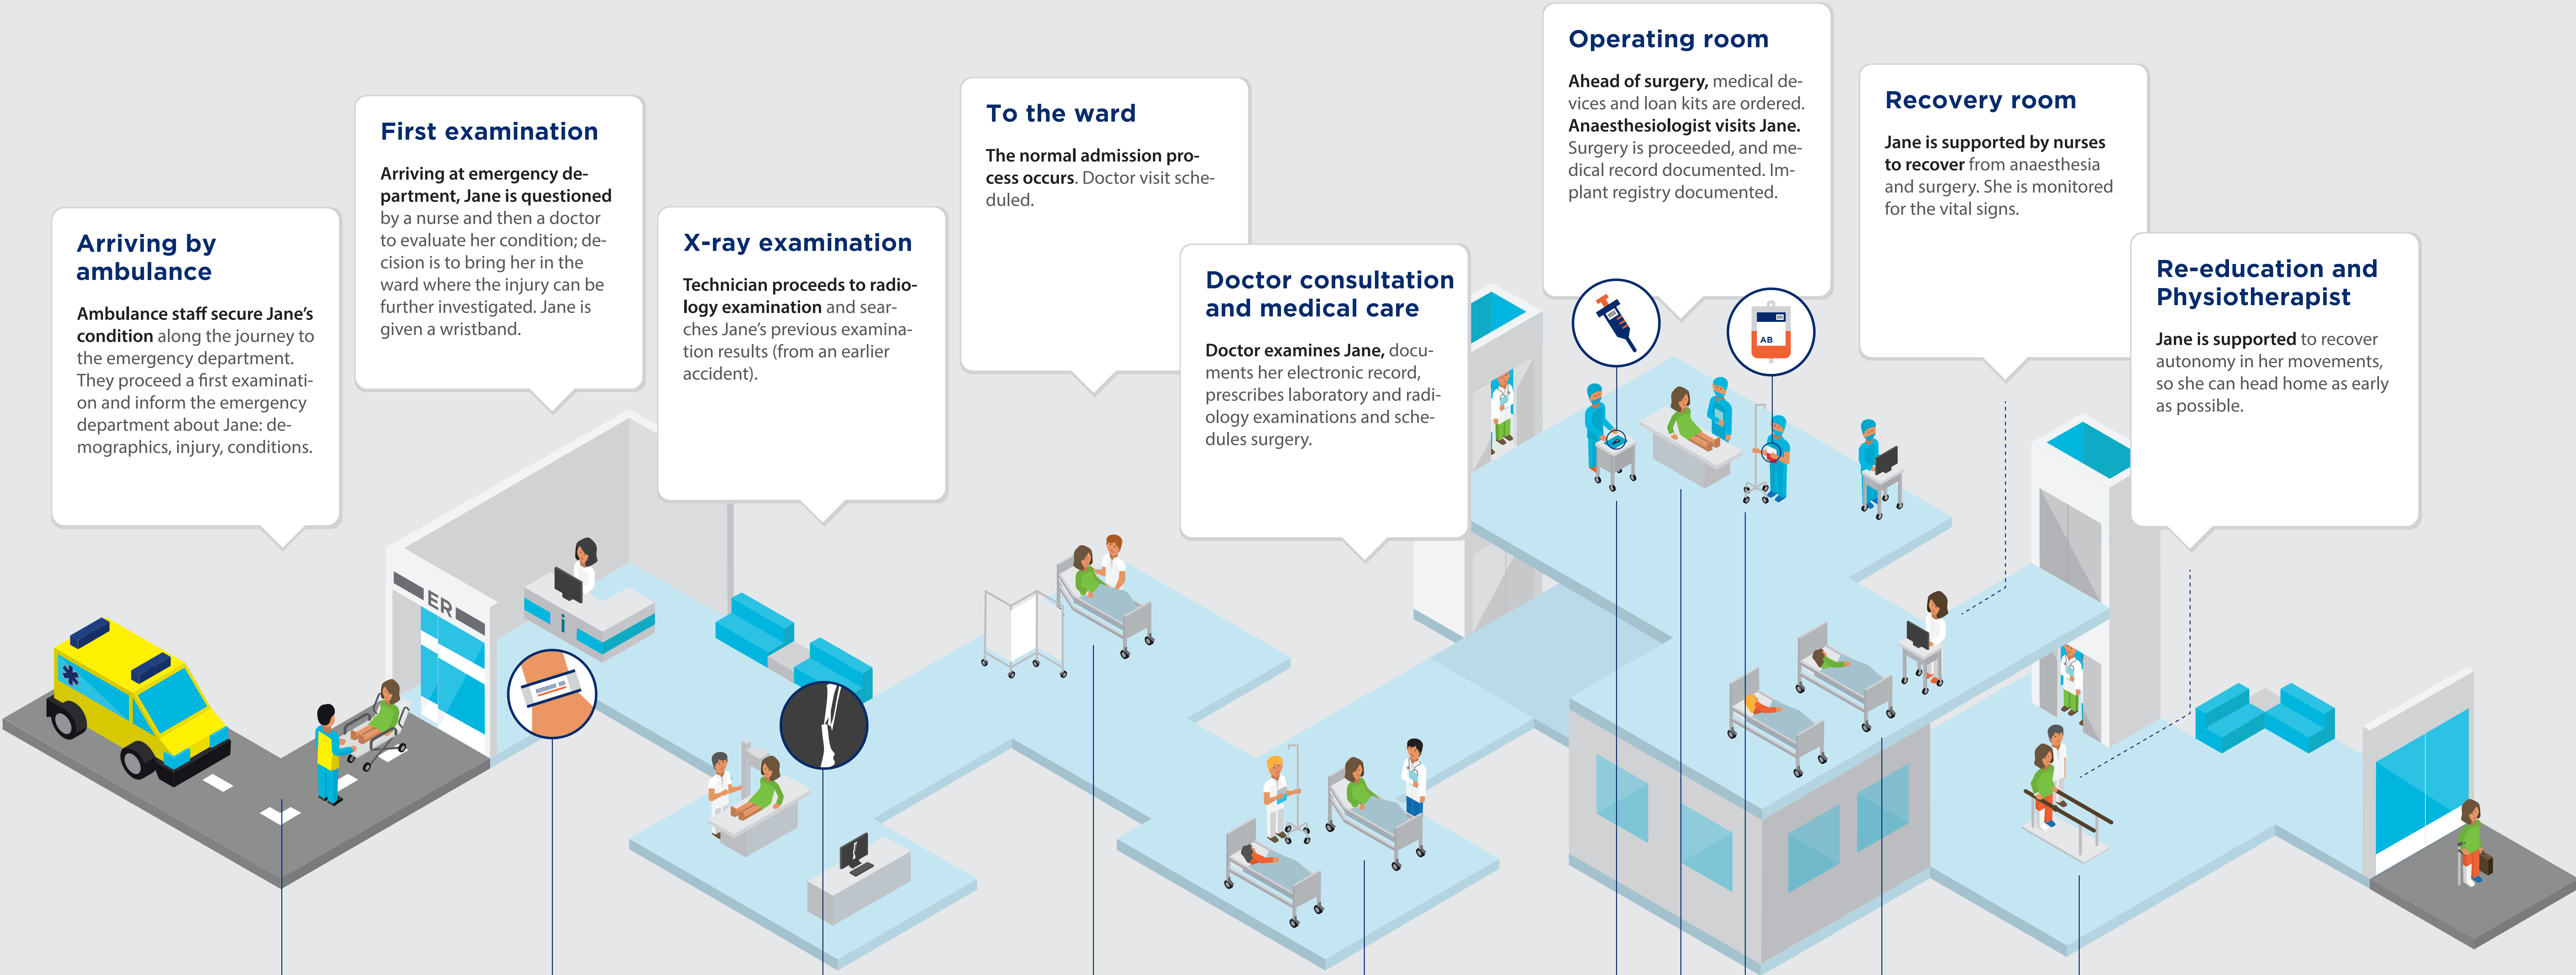 Arriving by
ambulance
Ambulance staff secure Jane's
condition along the journey to
the emergency department.
They proceed a first examinati-
on and inform the emergency
department about Jane: de-
mographics, injury, conditions.
First examination
Arriving at emergency de-
partment, Jane is questioned
by a nurse and then a doctor
to evaluate her condition; de-
cision is to bring her in the
ward where the injury can be
further investigated. Jane is
given a wristband.
X-ray examination
Technician proceeds to radio-
logy examination and sear-
ches Jane's previous examina-
tion results (from an earlier
accident).
To the ward
The normal admission pro-
cess occurs. Doctor visit sche-
duled.
Doctor consultation
and medical care
Doctor examines Jane, docu-
ments her electronic record,
prescribes laboratory and radi-
ology examinations and sche-
dules surgery.
Operating room
Ahead of surgery, medical de-
vices and loan kits are ordered.
Anaesthesiologist visits Jane.
Surgery is proceeded, and me-
dical record documented. Im-
plant registry documented.
Recovery room
Jane is supported by nurses
to recover from anaesthesia
and surgery. She is monitored
for the vital signs.
Re-education and
Physiotherapist
Jane is supported to recover
autonomy in her movements,
so she can head home as early
as possible.
AB
ER
i